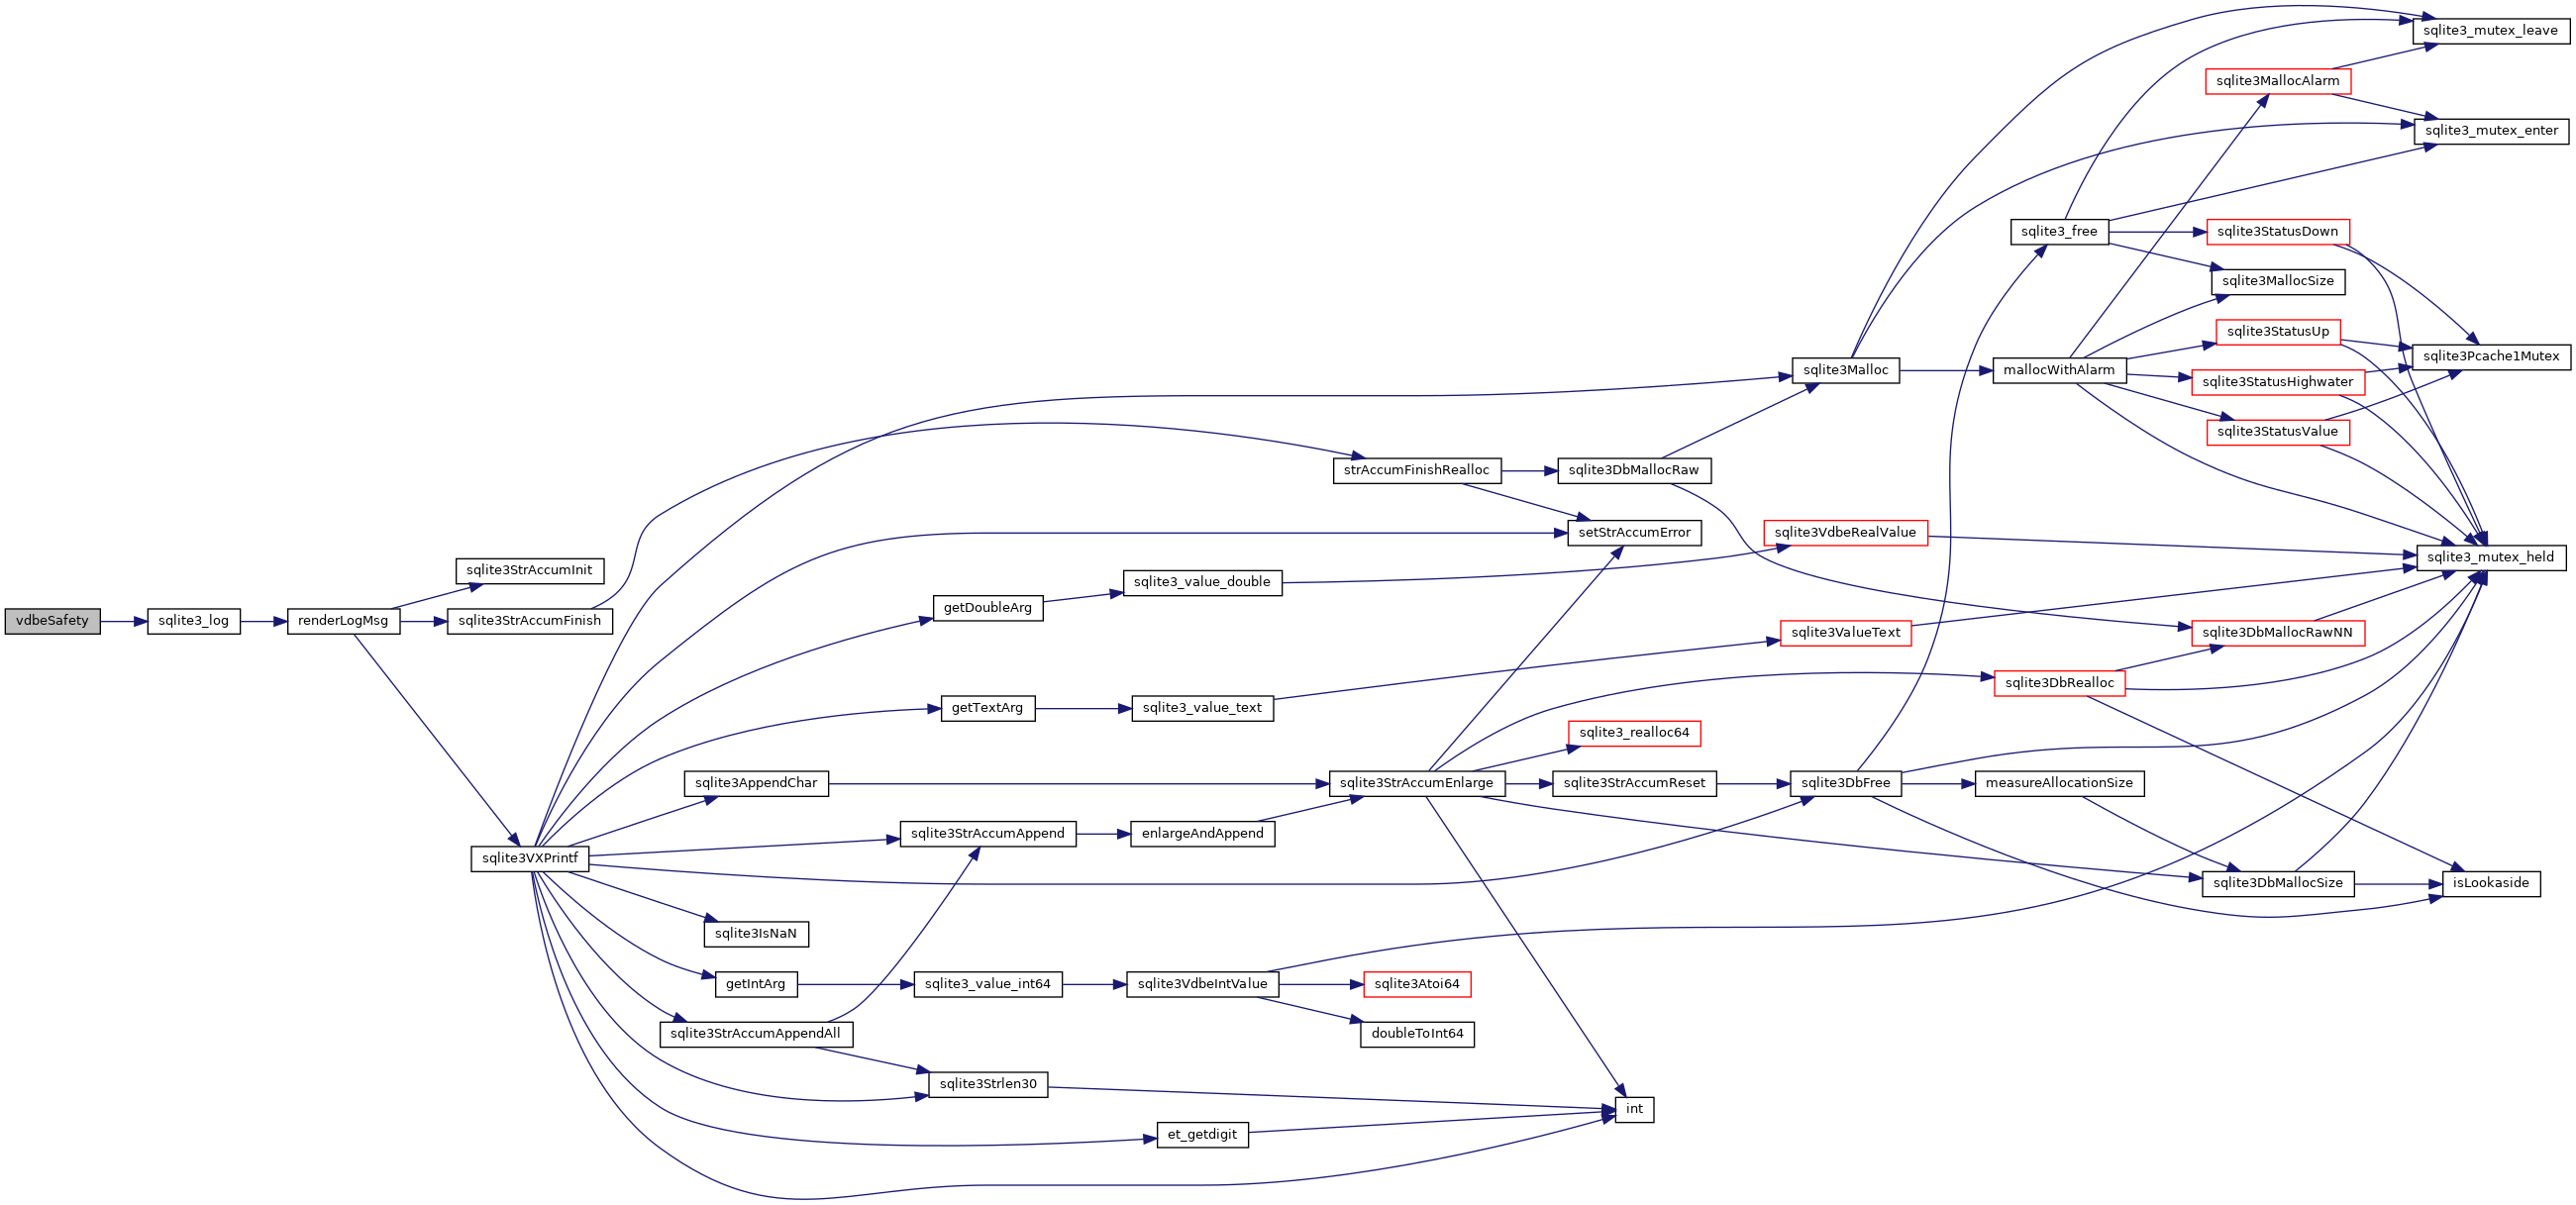 vdbeSafety
sqlite3_log
renderLogMsg
sqlite3StrAccumInit
sqlite3StrAccumFinish
sqlite3VXPrintf
sqlite3AppendChar
sqlite3IsNaN
getIntArg
sqlite3StrAccumAppendAll
getDoubleArg
getTextArg
sqlite3StrAccumAppend
sqlite3_value_int64
sqlite3Strlen30
sqlite3_value_double
sqlite3_value_text
enlargeAndAppend
sqlite3VdbeIntValue
et_getdigit
strAccumFinishRealloc
sqlite3StrAccumEnlarge
sqlite3Atoi64
doubleToInt64
sqlite3DbMallocRaw
setStrAccumError
sqlite3_realloc64
sqlite3StrAccumReset
int
sqlite3Malloc
sqlite3VdbeRealValue
sqlite3ValueText
sqlite3DbFree
sqlite3_free
mallocWithAlarm
sqlite3DbRealloc
measureAllocationSize
sqlite3MallocAlarm
sqlite3StatusDown
sqlite3MallocSize
sqlite3StatusUp
sqlite3StatusHighwater
sqlite3StatusValue
sqlite3DbMallocRawNN
sqlite3DbMallocSize
sqlite3_mutex_leave
sqlite3_mutex_enter
sqlite3Pcache1Mutex
sqlite3_mutex_held
isLookaside